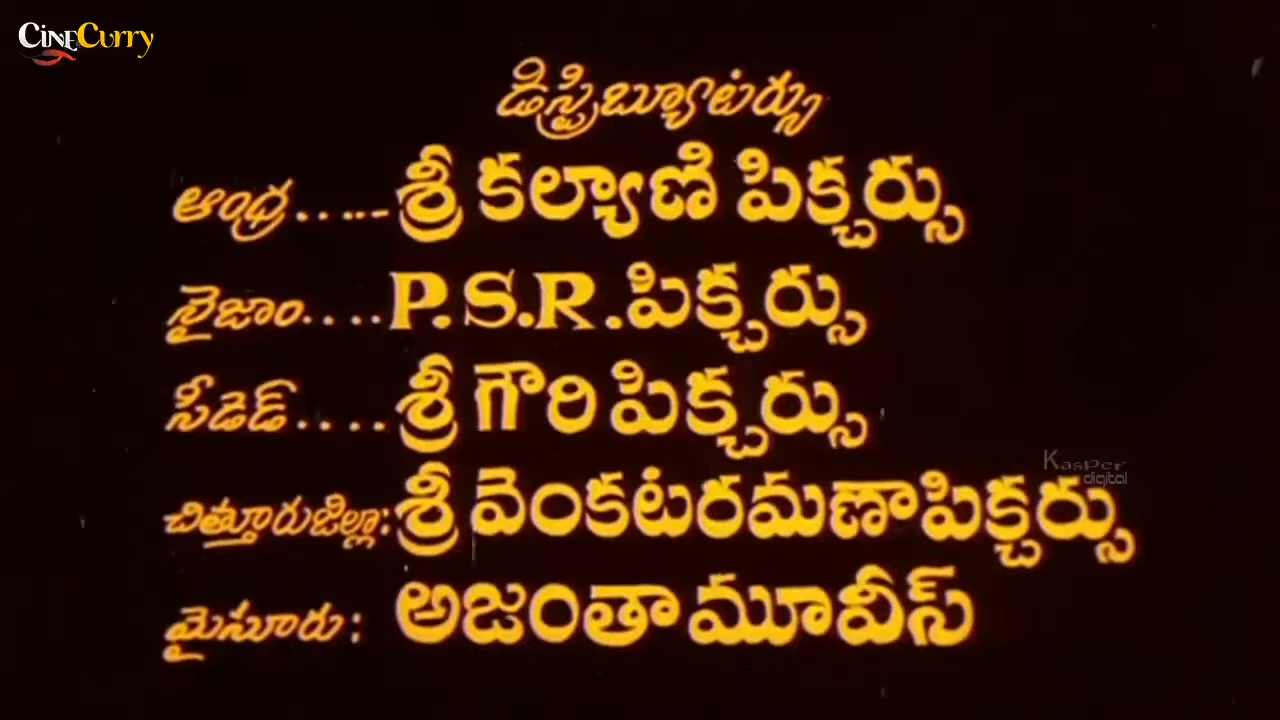 CINECURRY
డిస్ట్రిబ్యూటర్సు
ఆంధ్ర.....-శ్రీ కల్యాణి పిక్చర్సు
నైజాం....P.S.R.పిక్చర్సు
సీడెడ్....శ్రీ గౌరి పిక్చర్సు
చిత్తూరుజిల్లా:శ్రీ వెంకటరమణాపిక్చర్సు
మైసూరు: అజంతా మూవీస్
Kasper
digital